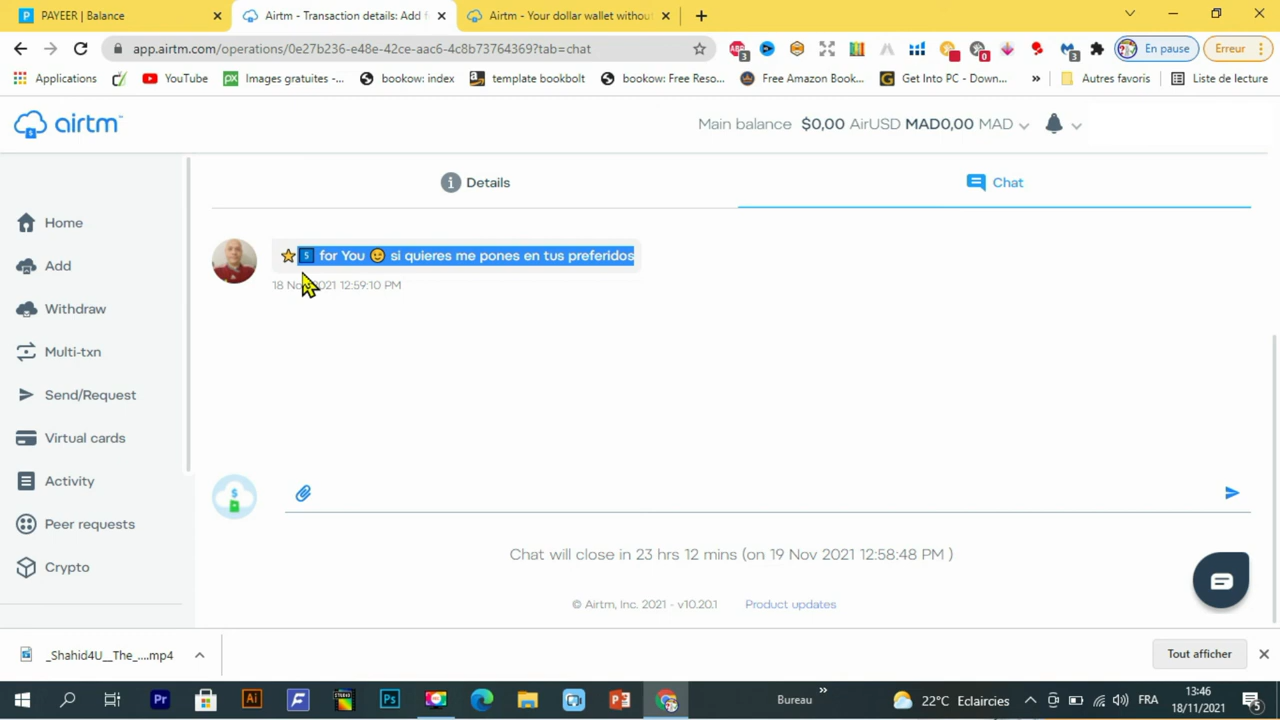 PAYEER | Balance
Airtm - Transaction details: Add f
Airtm - Your dollar wallet without
app.airtm.com/operations/0e27b236-e48e-42ce-aac6-4c8b73764369?tab=chat
En pause
Erreur
Applications
YouTube
Images gratuites -...
bookow: index
template bookbolt
bookow: Free Reso...
Free Amazon Book...
Get Into PC - Down...
»
Autres favoris
Liste de lecture
airtm
Main balance $0,00 AirUSD MAD0,00 MAD
Home
Add
Withdraw
Multi-txn
Send/Request
Virtual cards
Activity
Peer requests
Crypto
Details
Chat
⭐5️⃣ for You 😉 si quieres me pones en tus preferidos
18 Nov 2021 12:59:10 PM
Chat will close in 23 hrs 12 mins (on 19 Nov 2021 12:58:48 PM )
© Airtm, Inc. 2021 - v10.20.1
Product updates
_Shahid4U__The_....mp4
Tout afficher
Bureau
»
22°C Eclaircies
FRA
13:46
18/11/2021
5